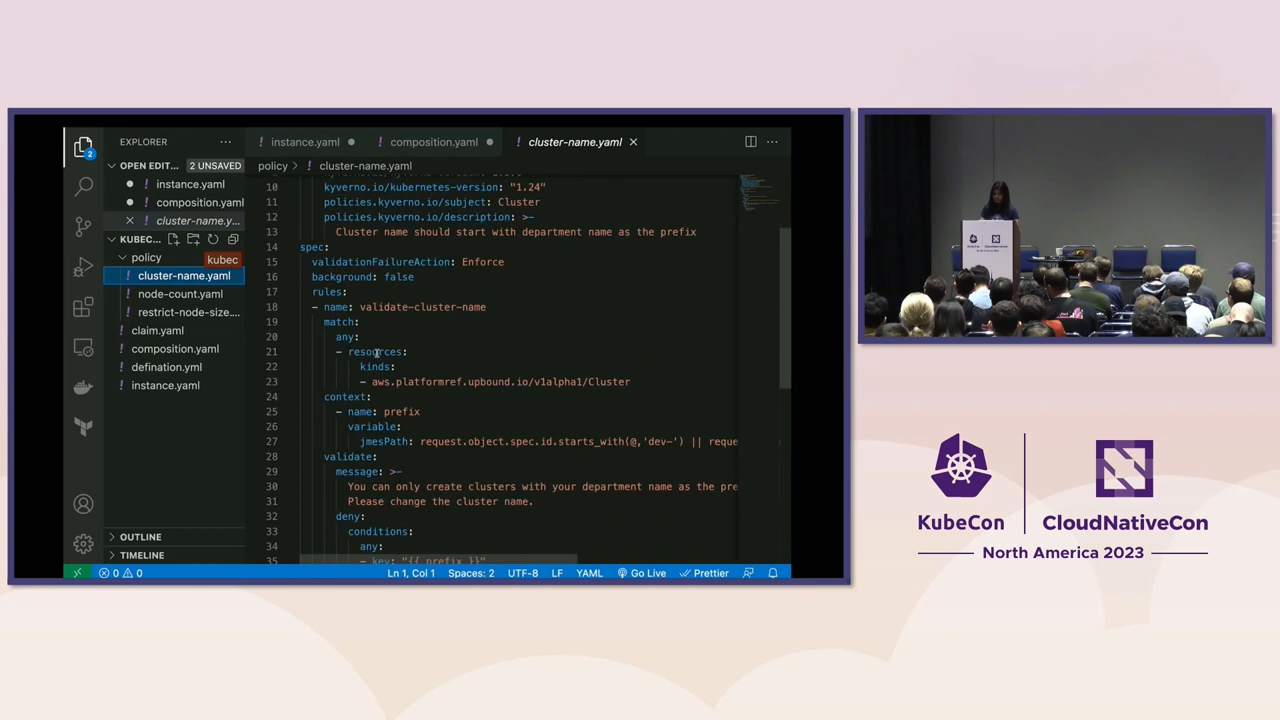 EXPLORER
OPEN EDIT... 2 UNSAVED
instance.yaml
composition.yaml
cluster-name.y...
KUBEC...
policy
kubec
cluster-name.yaml
node-count.yaml
restrict-node-size....
claim.yaml
composition.yaml
defination.yml
instance.yaml
OUTLINE
TIMELINE
2
instance.yaml
composition.yaml
cluster-name.yaml
policy > cluster-name.yaml
10 kyverno.io/kubernetes-version: "1.24"
11 policies.kyverno.io/subject: Cluster
12 policies.kyverno.io/description: >-
13 Cluster name should start with department name as the prefix
14 spec:
15 validationFailureAction: Enforce
16 background: false
17 rules:
18 - name: validate-cluster-name
19 match:
20 any:
21 - resources:
22 kinds:
23 - aws.platformref.upbound.io/v1alpha1/Cluster
24 context:
25 - name: prefix
26 variable:
27 jmesPath: request.object.spec.id.starts_with(@,'dev-') || reque
28 validate:
29 message: >-
30 You can only create clusters with your department name as the pre
31 Please change the cluster name.
32 deny:
33 conditions:
34 any:
35 - key: "{{ prefix }}"
0 0 Ln 1, Col 1 Spaces: 2 UTF-8 LF YAML Go Live Prettier
KubeCon
CloudNativeCon
North America 2023